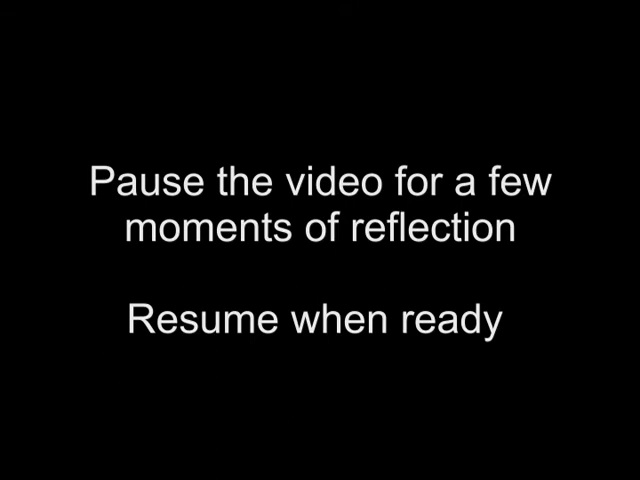 Pause the video for a few
moments of reflection
Resume when ready